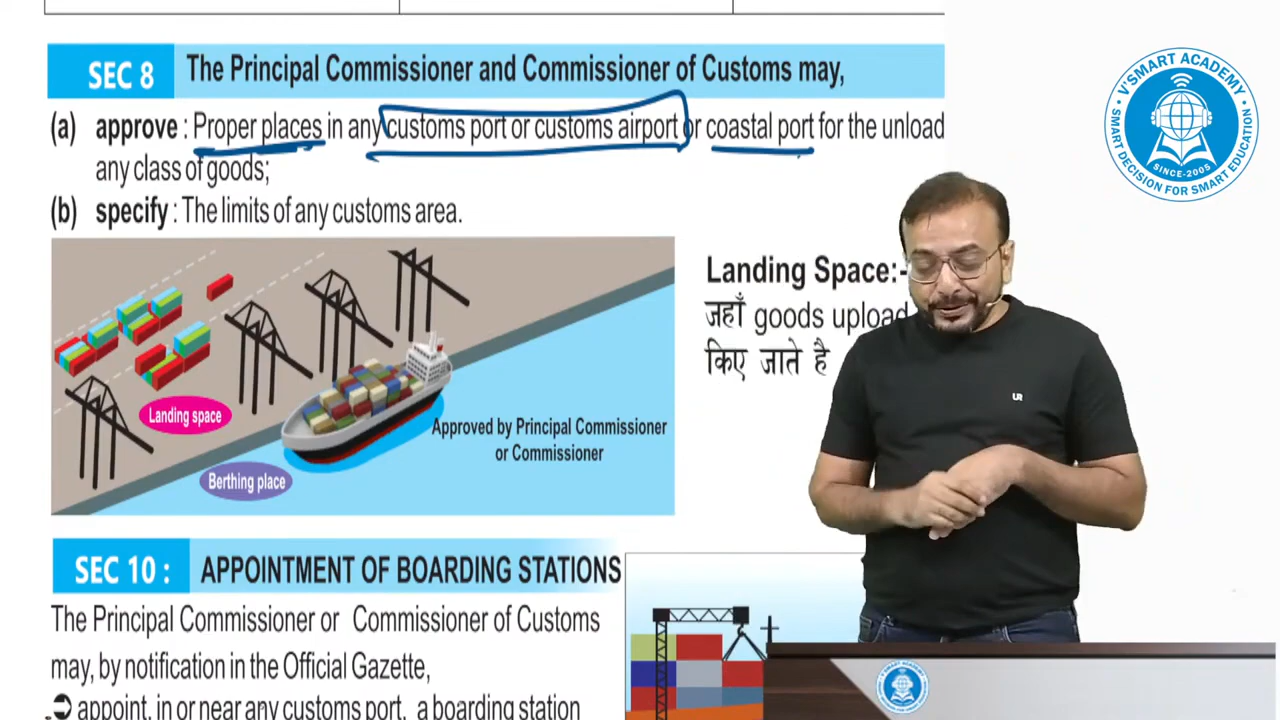 SEC 8 The Principal Commissioner and Commissioner of Customs may,
(a) approve : Proper places in any customs port or customs airport or coastal port for the unload
any class of goods;
(b) specify : The limits of any customs area.
Landing space
Berthing place
Approved by Principal Commissioner
or Commissioner
Landing Space:-
जहाँ goods upload
किए जाते है
SEC 10 : APPOINTMENT OF BOARDING STATIONS
The Principal Commissioner or Commissioner of Customs
may, by notification in the Official Gazette,
➲ appoint, in or near any customs port, a boarding station
V'SMART ACADEMY
SINCE-2005
SMART DECISION FOR SMART EDUCATION
UR